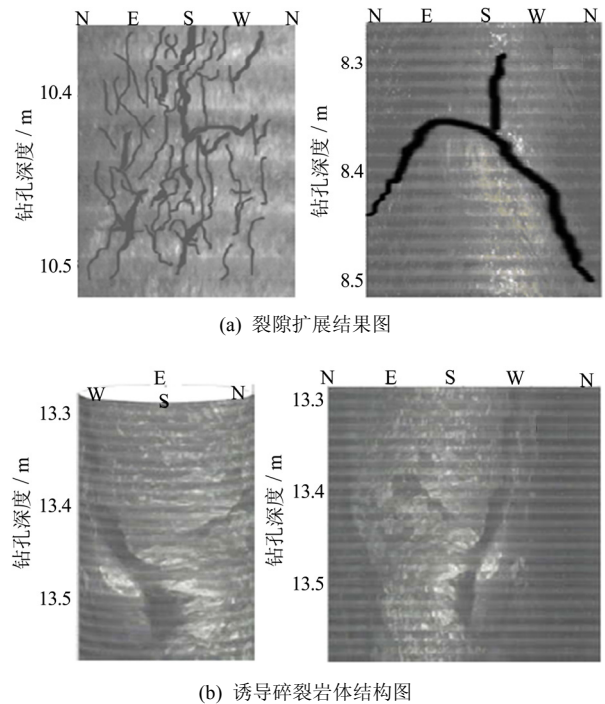 N E S W N
N E S W N
钻孔深度 / m
10.4
10.5
钻孔深度 / m
8.3
8.4
8.5
(a) 裂隙扩展结果图
E
W S N
N E S W N
钻孔深度 / m
13.3
13.4
13.5
钻孔深度 / m
13.3
13.4
13.5
(b) 诱导碎裂岩体结构图